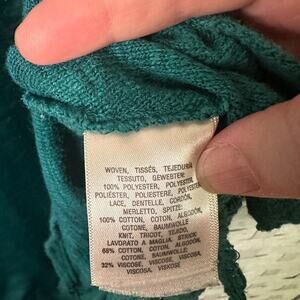 WOVEN, TISSÉS, TEJEDURA
TESSUTO, GEWEBTER:
100% POLYESTER, POLYESTER,
POLIÉSTER, POLIESTERE, POLYESTER
LACE, DENTELLE, CORDÓN,
MERLETTO, SPITZE:
100% COTTON, COTON, ALGODÓN,
COTONE, BAUMWOLLE
KNIT, TRICOT, TEJIDO,
LAVORATO A MAGLIA, STRICK
68% COTTON, COTON, ALGODÓN,
COTONE, BAUMWOLLE
32% VISCOSE, VISCOSE, VISCOSA,
VISCOSA, VISKOSE